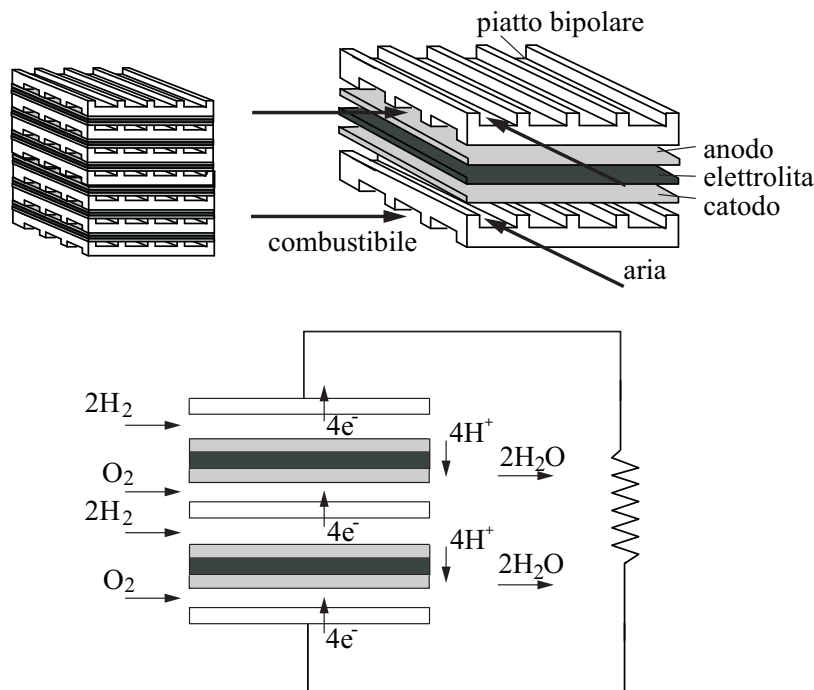 piatto bipolare
anodo
elettrolita
catodo
combustibile
aria
2H₂
4e⁻
4H⁺
2H₂O
O₂
2H₂
4e⁻
4H⁺
2H₂O
O₂
4e⁻